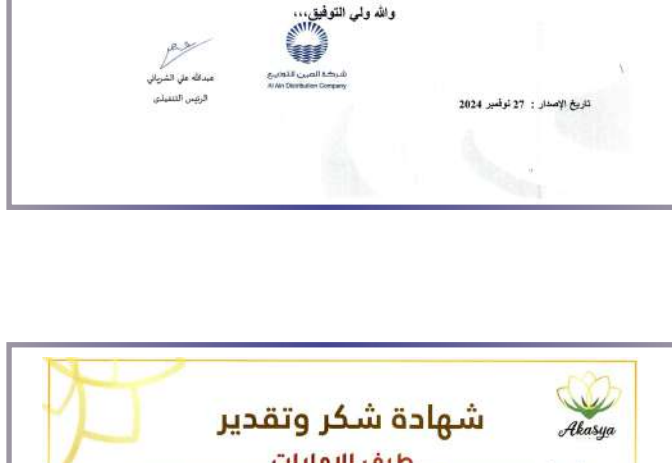 والله ولي التوفيق،،،
شركة العين للتوزيع
Al Ain Distribution Company
عبدالله علي الشرياني
الرئيس التنفيذي
تاريخ الإصدار : 27 نوفمبر 2024
Akasya
شهادة شكر وتقدير